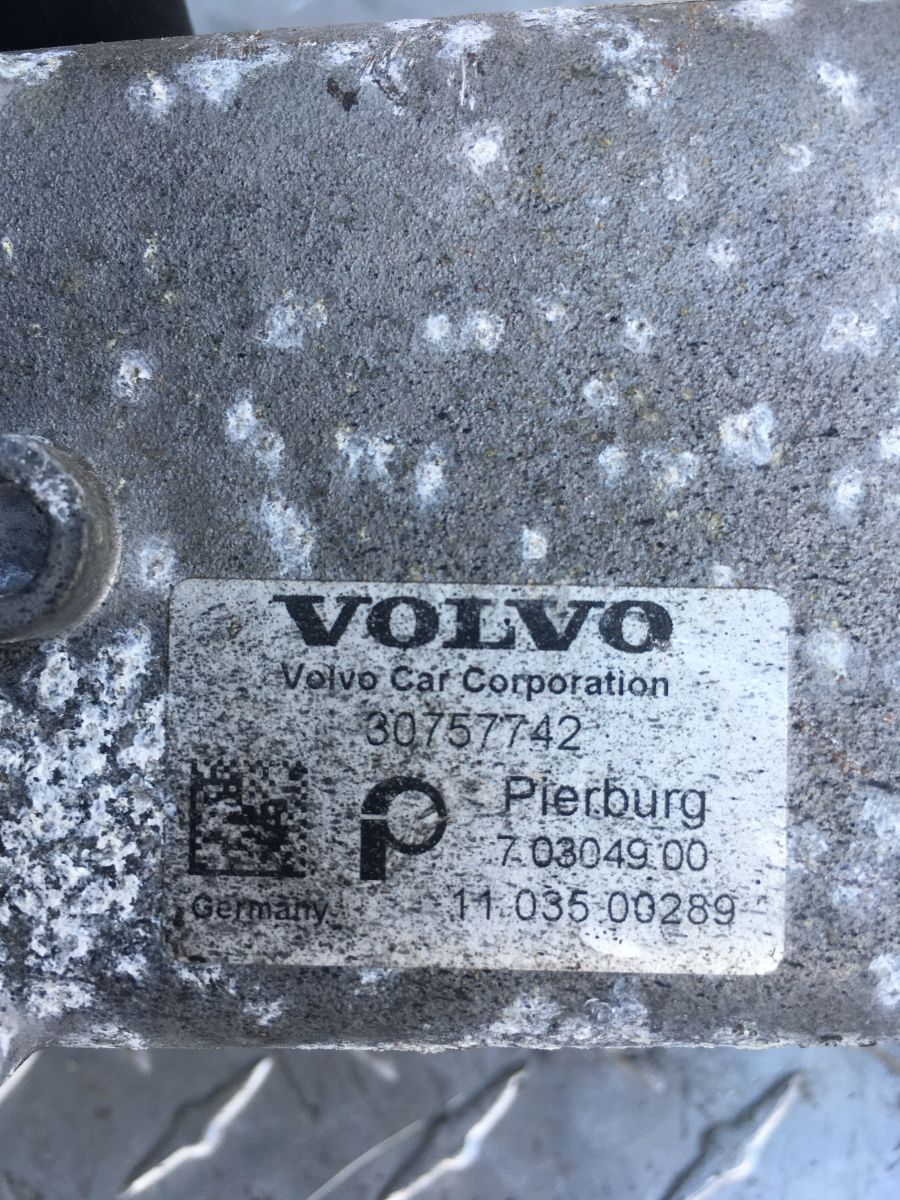 VOLVO
Volvo Car Corporation
30757742
Pierburg
7.03049.00
Germany 11.035 00289